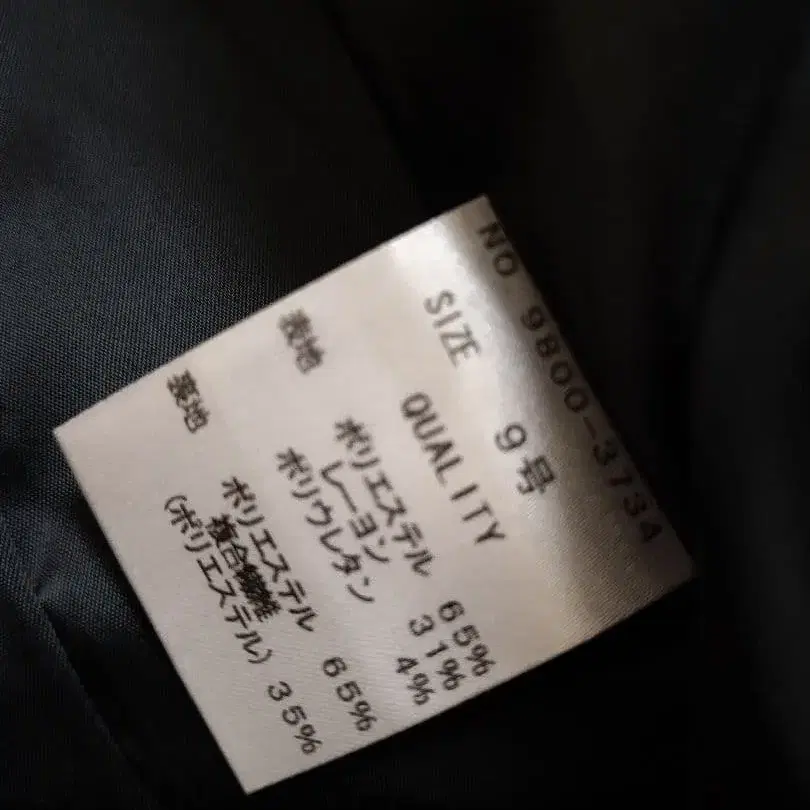 NO 9800-3734
SIZE 9号
QUALITY
表地 ポリエステル 65%
レーヨン 31%
ポリウレタン 4%
裏地 ポリエステル 65%
複合繊維
(ポリエステル) 35%